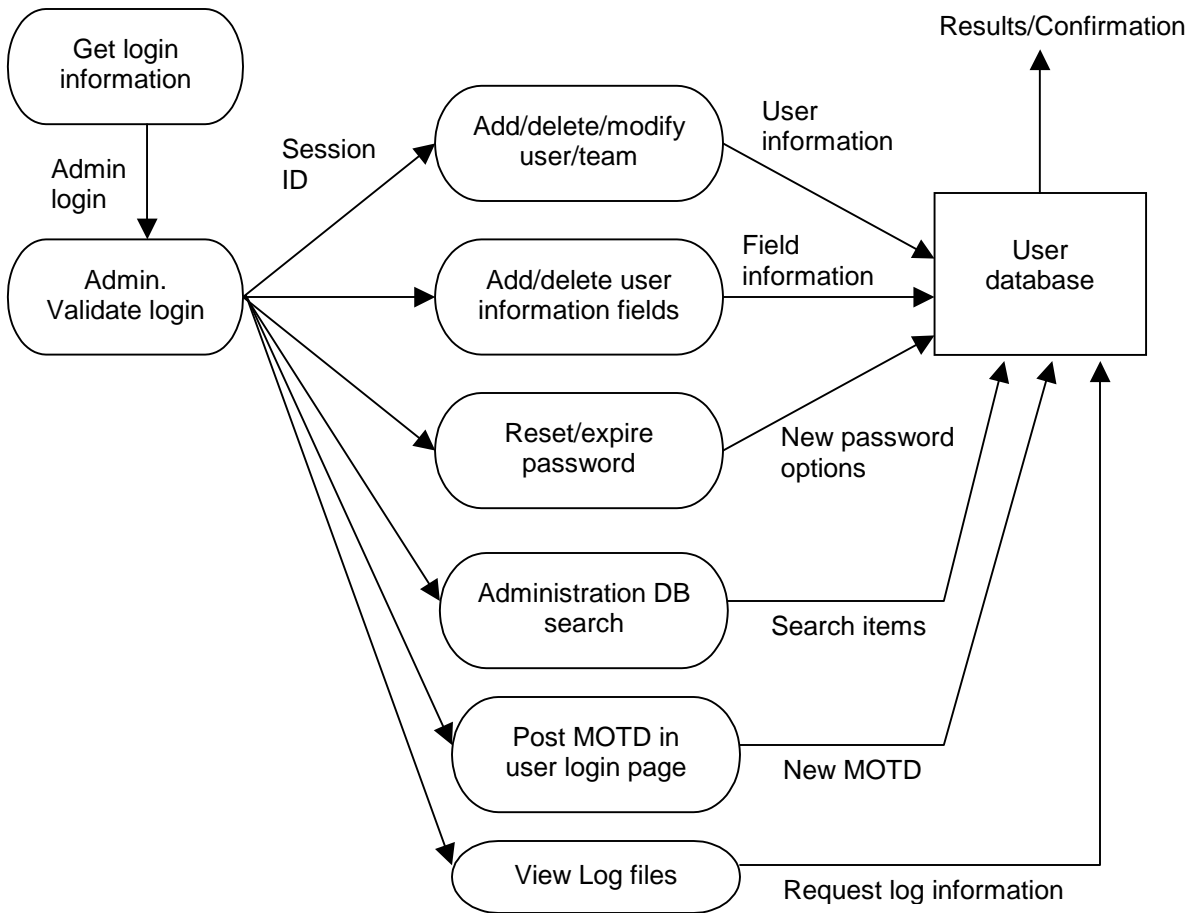 Get login
information
Admin
login
Admin.
Validate login
Session
ID
Add/delete/modify
user/team
User
information
Add/delete user
information fields
Field
information
Reset/expire
password
New password
options
Administration DB
search
Search items
Post MOTD in
user login page
New MOTD
View Log files
Request log information
User
database
Results/Confirmation